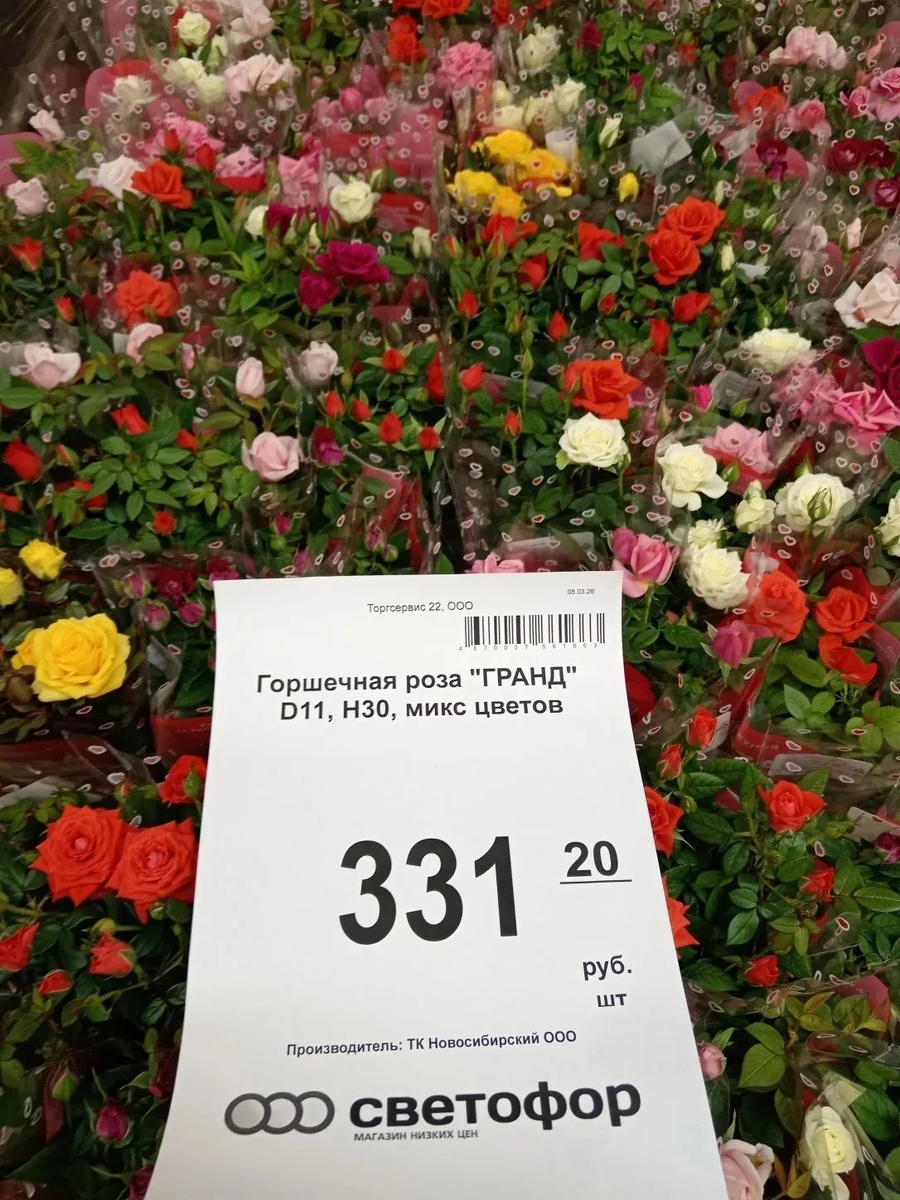 08.03.26
Торгсервис 22, ООО
Горшечная роза "ГРАНД"
D11, H30, микс цветов
331 20
руб.
шт
Производитель: ТК Новосибирский ООО
светофор
МАГАЗИН НИЗКИХ ЦЕН